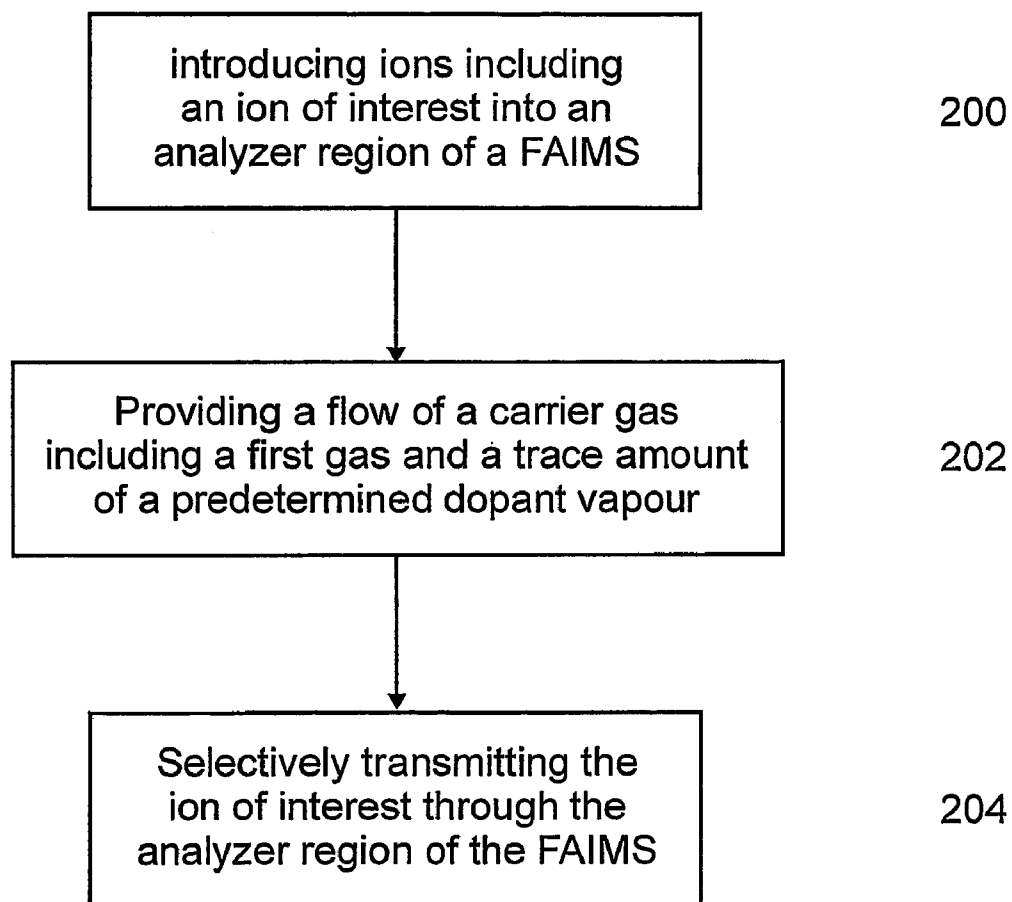 introducing ions including
an ion of interest into an
analyzer region of a FAIMS
200
Providing a flow of a carrier gas
including a first gas and a trace amount
of a predetermined dopant vapour
202
Selectively transmitting the
ion of interest through the
analyzer region of the FAIMS
204